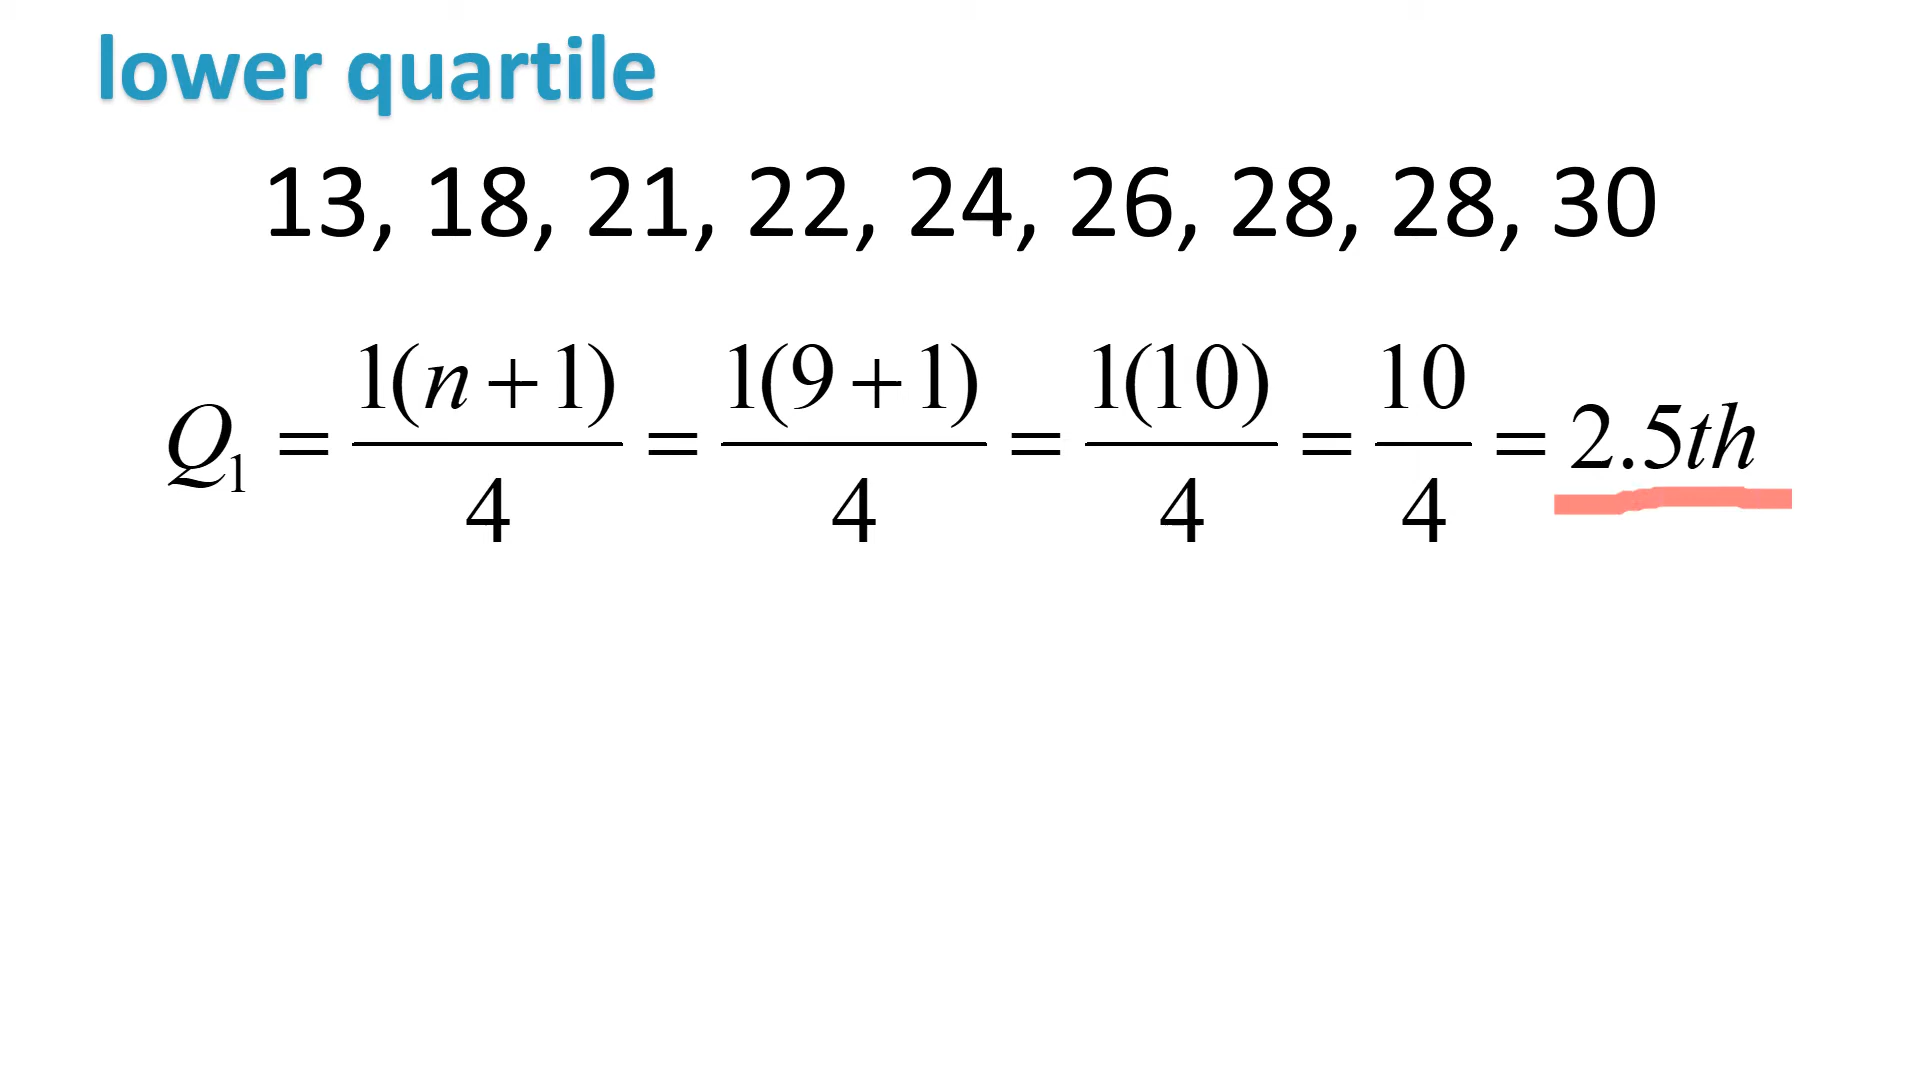 lower quartile
13, 18, 21, 22, 24, 26, 28, 28, 30
Q₁ = 1(n+1)/4 = 1(9+1)/4 = 1(10)/4 = 10/4 = 2.5th